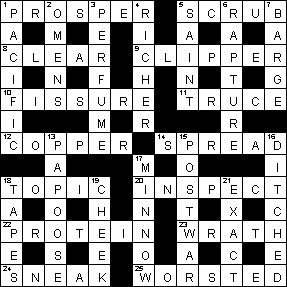 1 P R 2 O S 3 P E 4 R 5 S C 6 R U 7 B
A M E I A A A
8 C L E A R 9 C L I P P E R
I N F H N T G
10 F I S S U R E 11 T R U C E
I M R R
12 C O 13 P P E R 14 S 15 P R E A 16 D
A 17 M O I
18 T O P I 19 C 20 I N S P E 21 C T
A O H N T X C
22 P R O T E I N 23 W R A T H
E S E O A C E
24 S N E A K 25 W O R S T E D